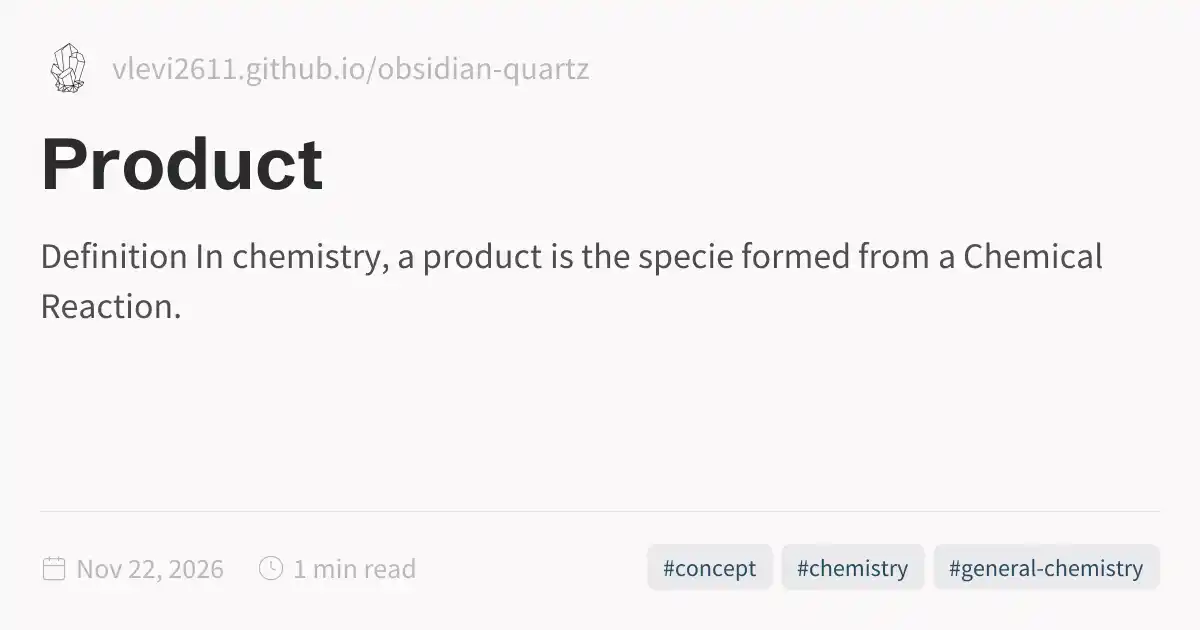 vlevi2611.github.io/obsidian-quartz
Product
Definition In chemistry, a product is the specie formed from a Chemical
Reaction.
Nov 22, 2026 1 min read #concept #chemistry #general-chemistry